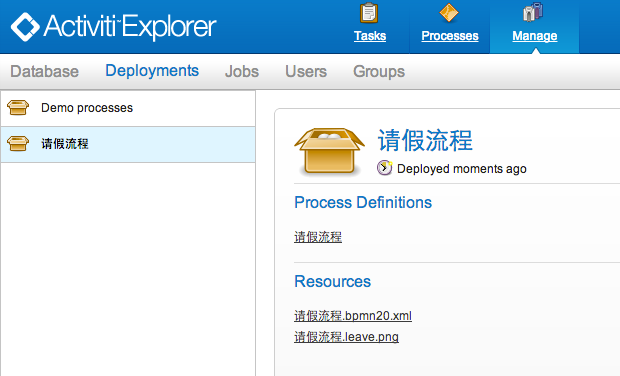 Activiti™ Explorer
Tasks Processes Manage
Database Deployments Jobs Users Groups
Demo processes
请假流程
请假流程
Deployed moments ago
Process Definitions
请假流程
Resources
请假流程.bpmn20.xml
请假流程.leave.png